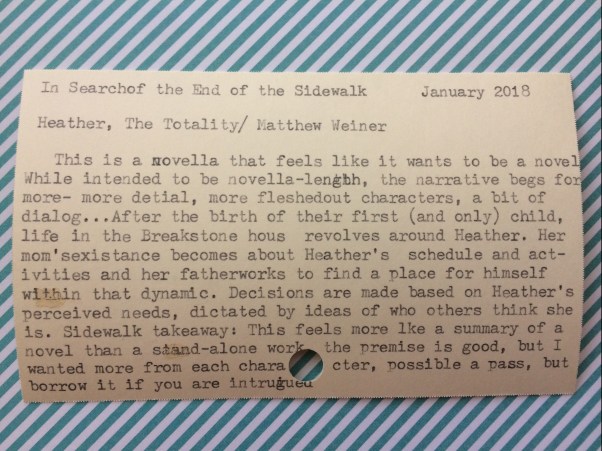 In Searchof the End of the Sidewalk January 2018
Heather, The Totality/ Matthew Weiner
This is a novella that feels like it wants to be a novel
While intended to be novella-length, the narrative begs for
more- more detial, more fleshedout characters, a bit of
dialog...After the birth of their first (and only) child,
life in the Breakstone hous revolves around Heather. Her
mom'sexistance becomes about Heather's schedule and act-
ivities and her fatherworks to find a place for himself
within that dynamic. Decisions are made based on Heather's
perceived needs, dictated by ideas of who others think she
is. Sidewalk takeaway: This feels more lke a summary of a
novel than a stand-alone work, the premise is good, but I
wanted more from each chara cter, possible a pass, but
borrow it if you are intrugued